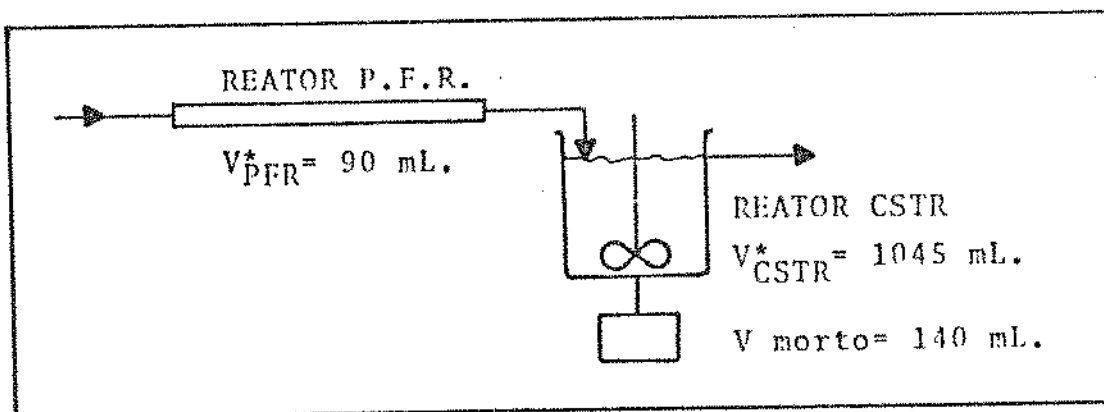 REATOR P.F.R.
V*PFR= 90 mL.
REATOR CSTR
V*CSTR= 1045 mL.
V morto= 140 mL.